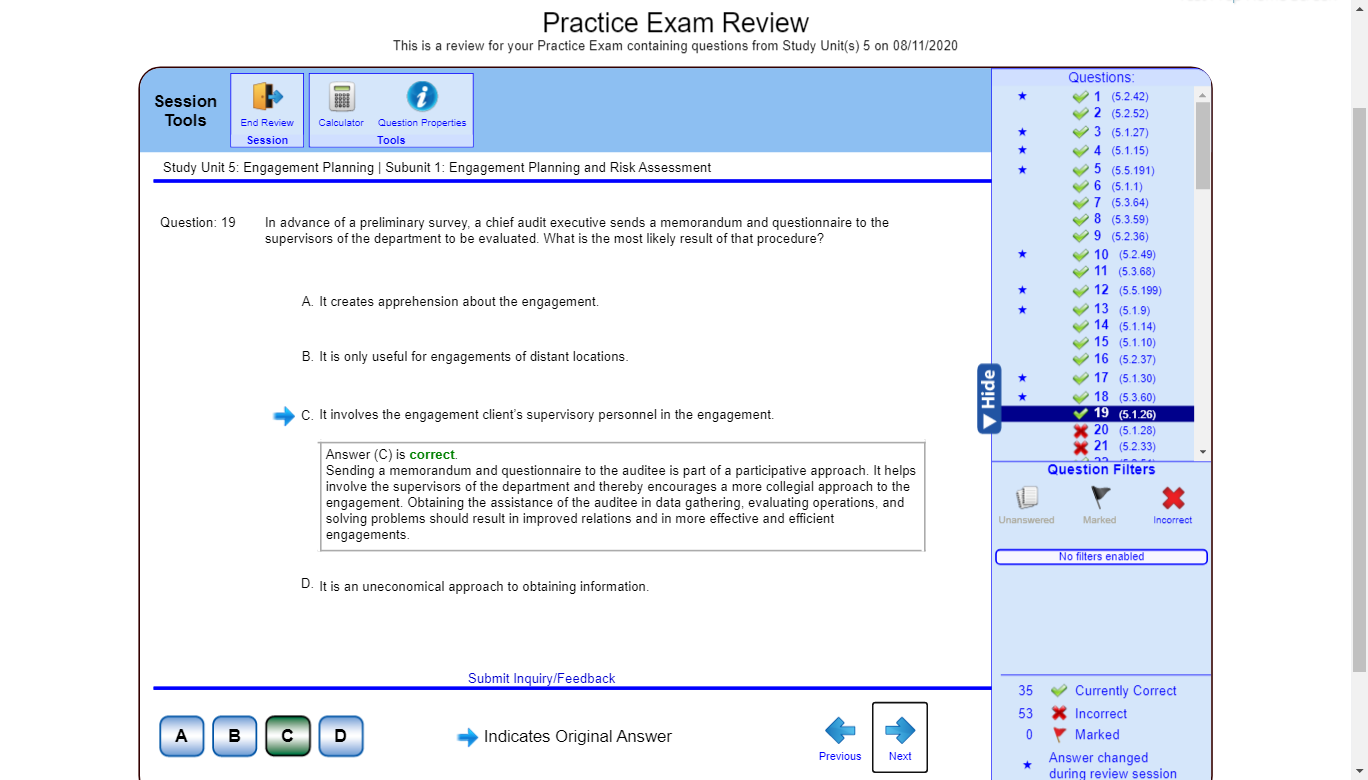 Practice Exam Review
This is a review for your Practice Exam containing questions from Study Unit(s) 5 on 08/11/2020
Session
Tools
End Review
Session
Calculator
Question Properties
Tools
Study Unit 5: Engagement Planning | Subunit 1: Engagement Planning and Risk Assessment
Question: 19
In advance of a preliminary survey, a chief audit executive sends a memorandum and questionnaire to the
supervisors of the department to be evaluated. What is the most likely result of that procedure?
A. It creates apprehension about the engagement.
B. It is only useful for engagements of distant locations.
C. It involves the engagement client's supervisory personnel in the engagement.
Answer (C) is correct.
Sending a memorandum and questionnaire to the auditee is part of a participative approach. It helps
involve the supervisors of the department and thereby encourages a more collegial approach to the
engagement. Obtaining the assistance of the auditee in data gathering, evaluating operations, and
solving problems should result in improved relations and in more effective and efficient
engagements.
D. It is an uneconomical approach to obtaining information.
Submit Inquiry/Feedback
A
B
C
D
Indicates Original Answer
Previous
Next
Questions:
★ 1 (5.2.42)
2 (5.2.52)
★ 3 (5.1.27)
★ 4 (5.1.15)
★ 5 (5.5.191)
6 (5.1.1)
7 (5.3.64)
8 (5.3.59)
9 (5.2.36)
★ 10 (5.2.49)
11 (5.3.68)
★ 12 (5.5.199)
★ 13 (5.1.9)
14 (5.1.14)
15 (5.1.10)
16 (5.2.37)
★ 17 (5.1.30)
★ 18 (5.3.60)
19 (5.1.26)
20 (5.1.28)
21 (5.2.33)
Hide
Question Filters
Unanswered
Marked
Incorrect
No filters enabled
35 Currently Correct
53 Incorrect
0 Marked
★ Answer changed
during review session